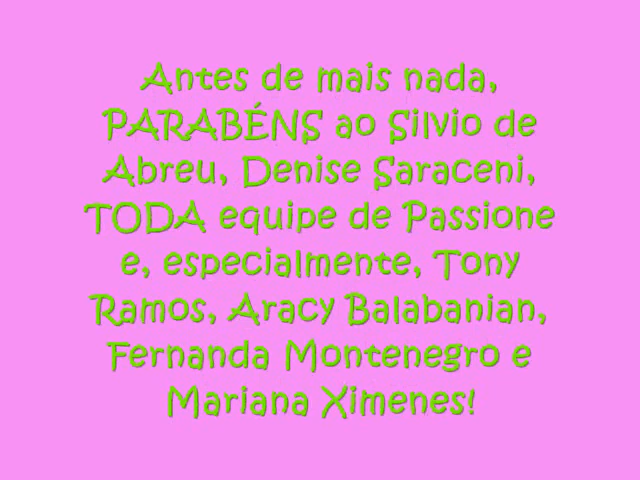 Antes de mais nada,
PARABÉNS ao Silvio de
Abreu, Denise Saraceni,
TODA equipe de Passione
e, especialmente, Tony
Ramos, Aracy Balabanian,
Fernanda Montenegro e
Mariana Ximenes!